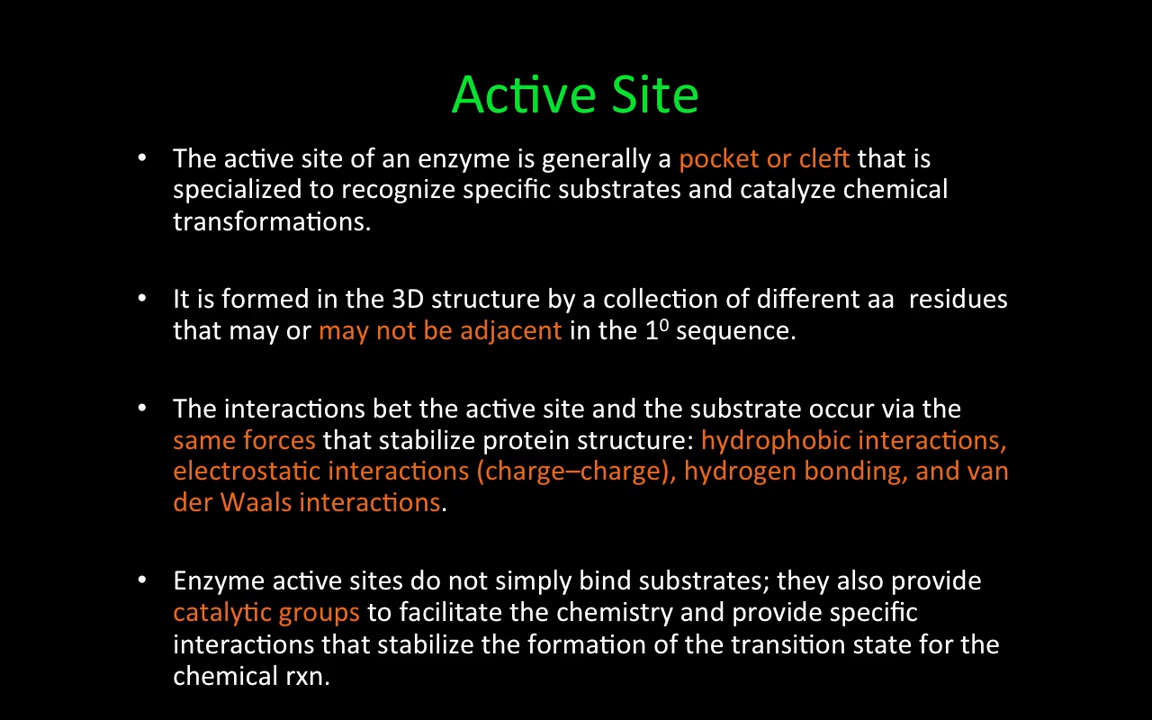 Active Site
• The active site of an enzyme is generally a pocket or cleft that is
specialized to recognize specific substrates and catalyze chemical
transformations.
• It is formed in the 3D structure by a collection of different aa  residues
that may or may not be adjacent in the 1⁰ sequence.
• The interactions bet the active site and the substrate occur via the
same forces that stabilize protein structure: hydrophobic interactions,
electrostatic interactions (charge–charge), hydrogen bonding, and van
der Waals interactions.
• Enzyme active sites do not simply bind substrates; they also provide
catalytic groups to facilitate the chemistry and provide specific
interactions that stabilize the formation of the transition state for the
chemical rxn.